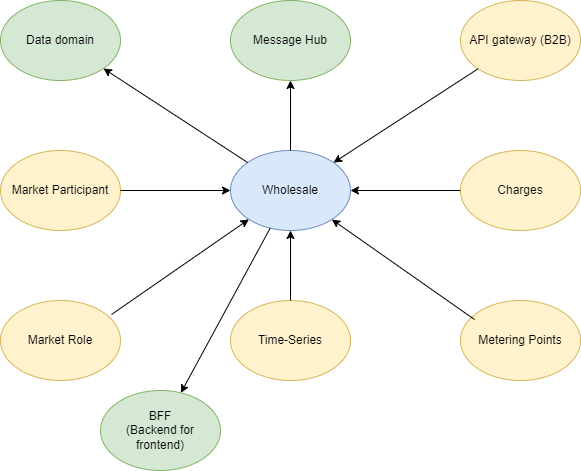 Data domain
Message Hub
API gateway (B2B)
Market Participant
Wholesale
Charges
Market Role
Time-Series
Metering Points
BFF
(Backend for
frontend)